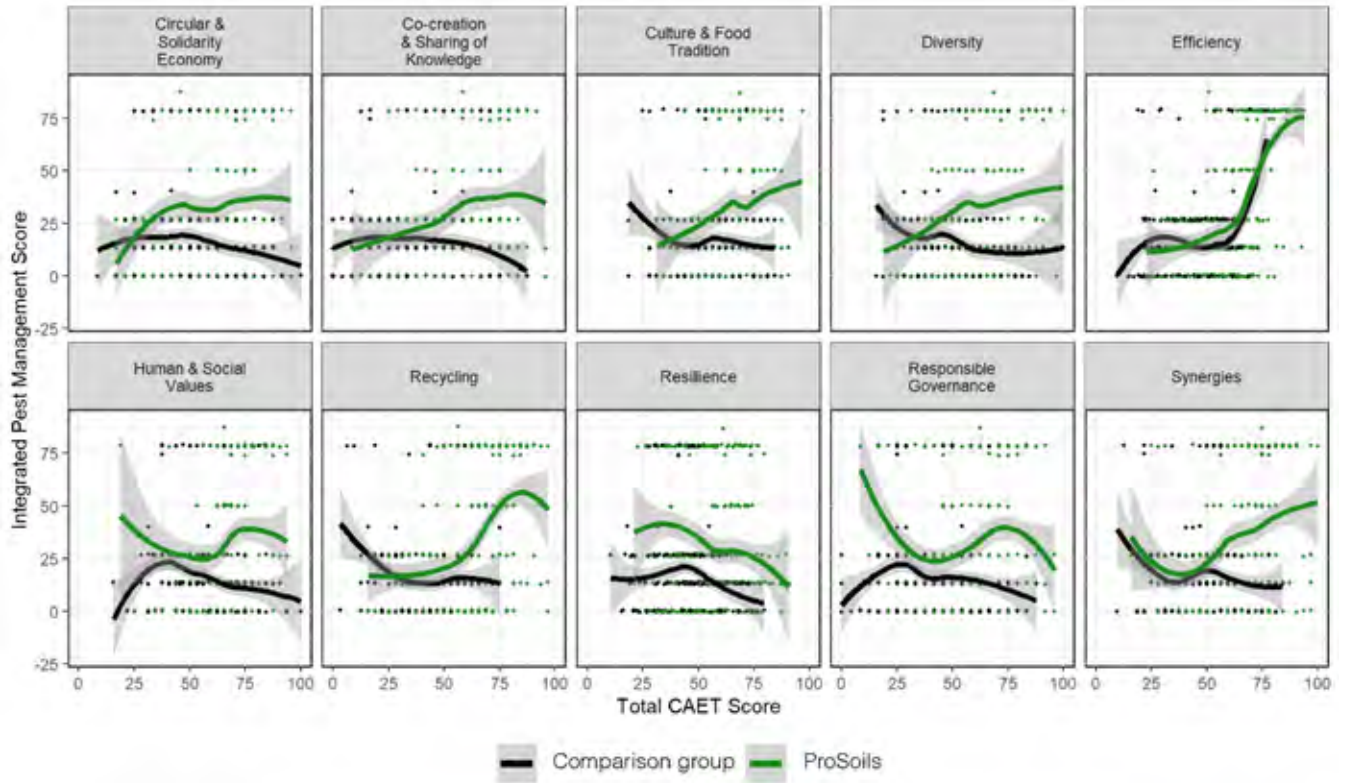 Circular &
Solidarity
Economy
Co-creation
& Sharing of
Knowledge
Culture & Food
Tradition
Diversity
Efficiency
75
50
25
0
-25
Integrated Pest Management Score
Human & Social
Values
Recycling
Resilience
Responsible
Governance
Synergies
75
50
25
0
-25
0 25 50 75 100
0 25 50 75 100
0 25 50 75 100
0 25 50 75 100
0 25 50 75 100
Total CAET Score
Comparison group
ProSoils